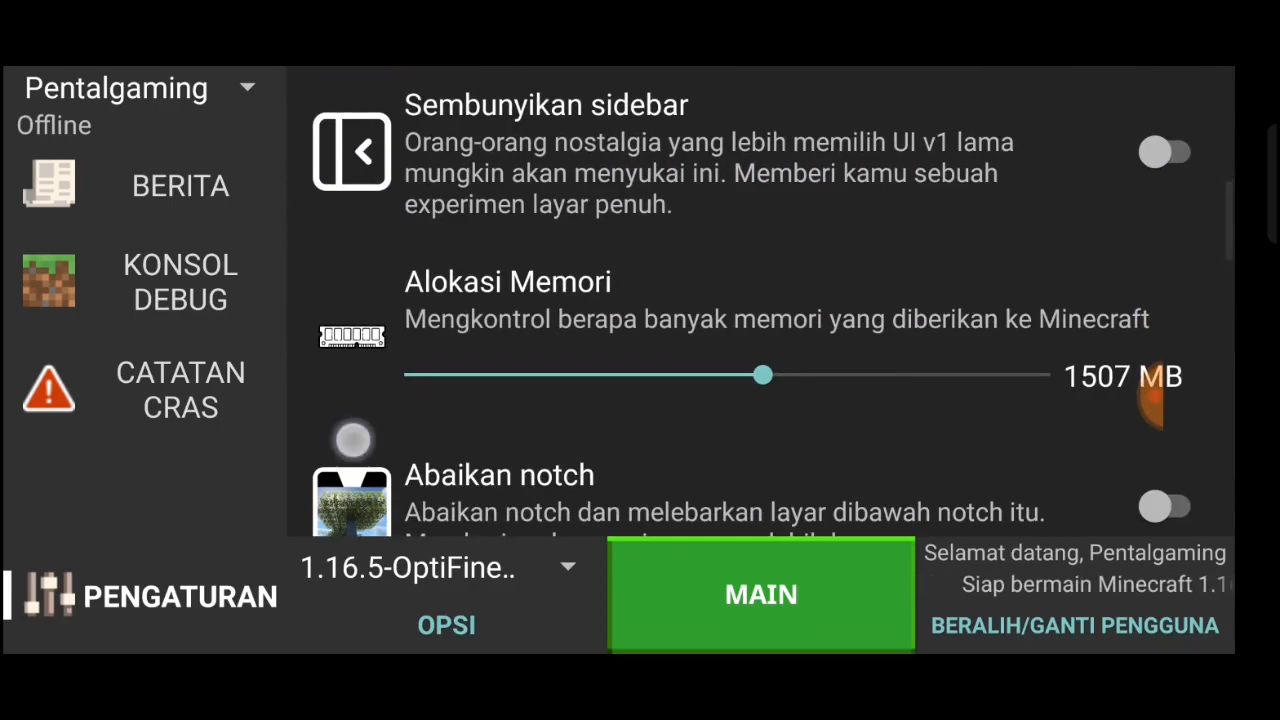 Pentalgaming
Offline
BERITA
KONSOL
DEBUG
CATATAN
CRAS
PENGATURAN
Sembunyikan sidebar
Orang-orang nostalgia yang lebih memilih UI v1 lama
mungkin akan menyukai ini. Memberi kamu sebuah
experimen layar penuh.
Alokasi Memori
Mengkontrol berapa banyak memori yang diberikan ke Minecraft
1507 MB
Abaikan notch
Abaikan notch dan melebarkan layar dibawah notch itu.
1.16.5-OptiFine..
OPSI
MAIN
Selamat datang, Pentalgaming
Siap bermain Minecraft 1.1
BERALIH/GANTI PENGGUNA